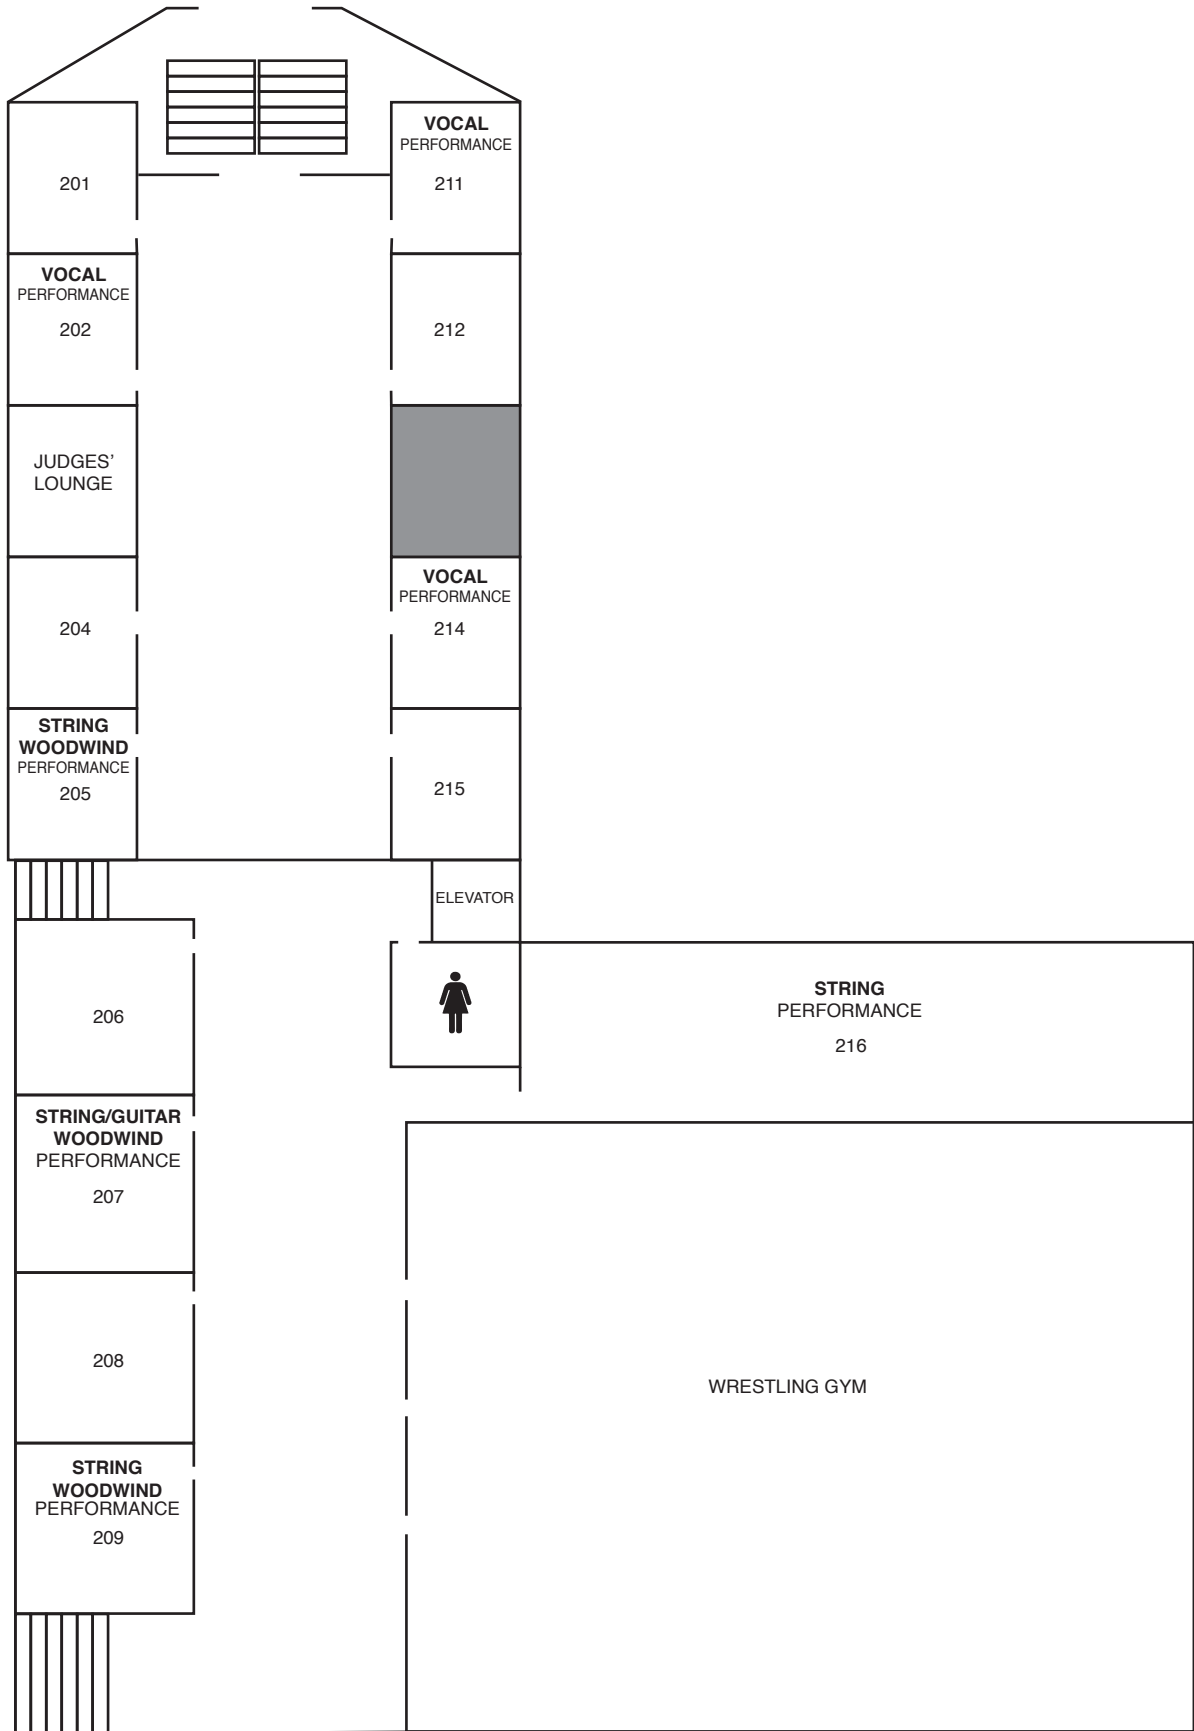 201
VOCAL
PERFORMANCE
211
VOCAL
PERFORMANCE
202
212
JUDGES’
LOUNGE
204
VOCAL
PERFORMANCE
214
STRING
WOODWIND
PERFORMANCE
205
215
ELEVATOR
206
STRING
PERFORMANCE
216
STRING/GUITAR
WOODWIND
PERFORMANCE
207
208
WRESTLING GYM
STRING
WOODWIND
PERFORMANCE
209